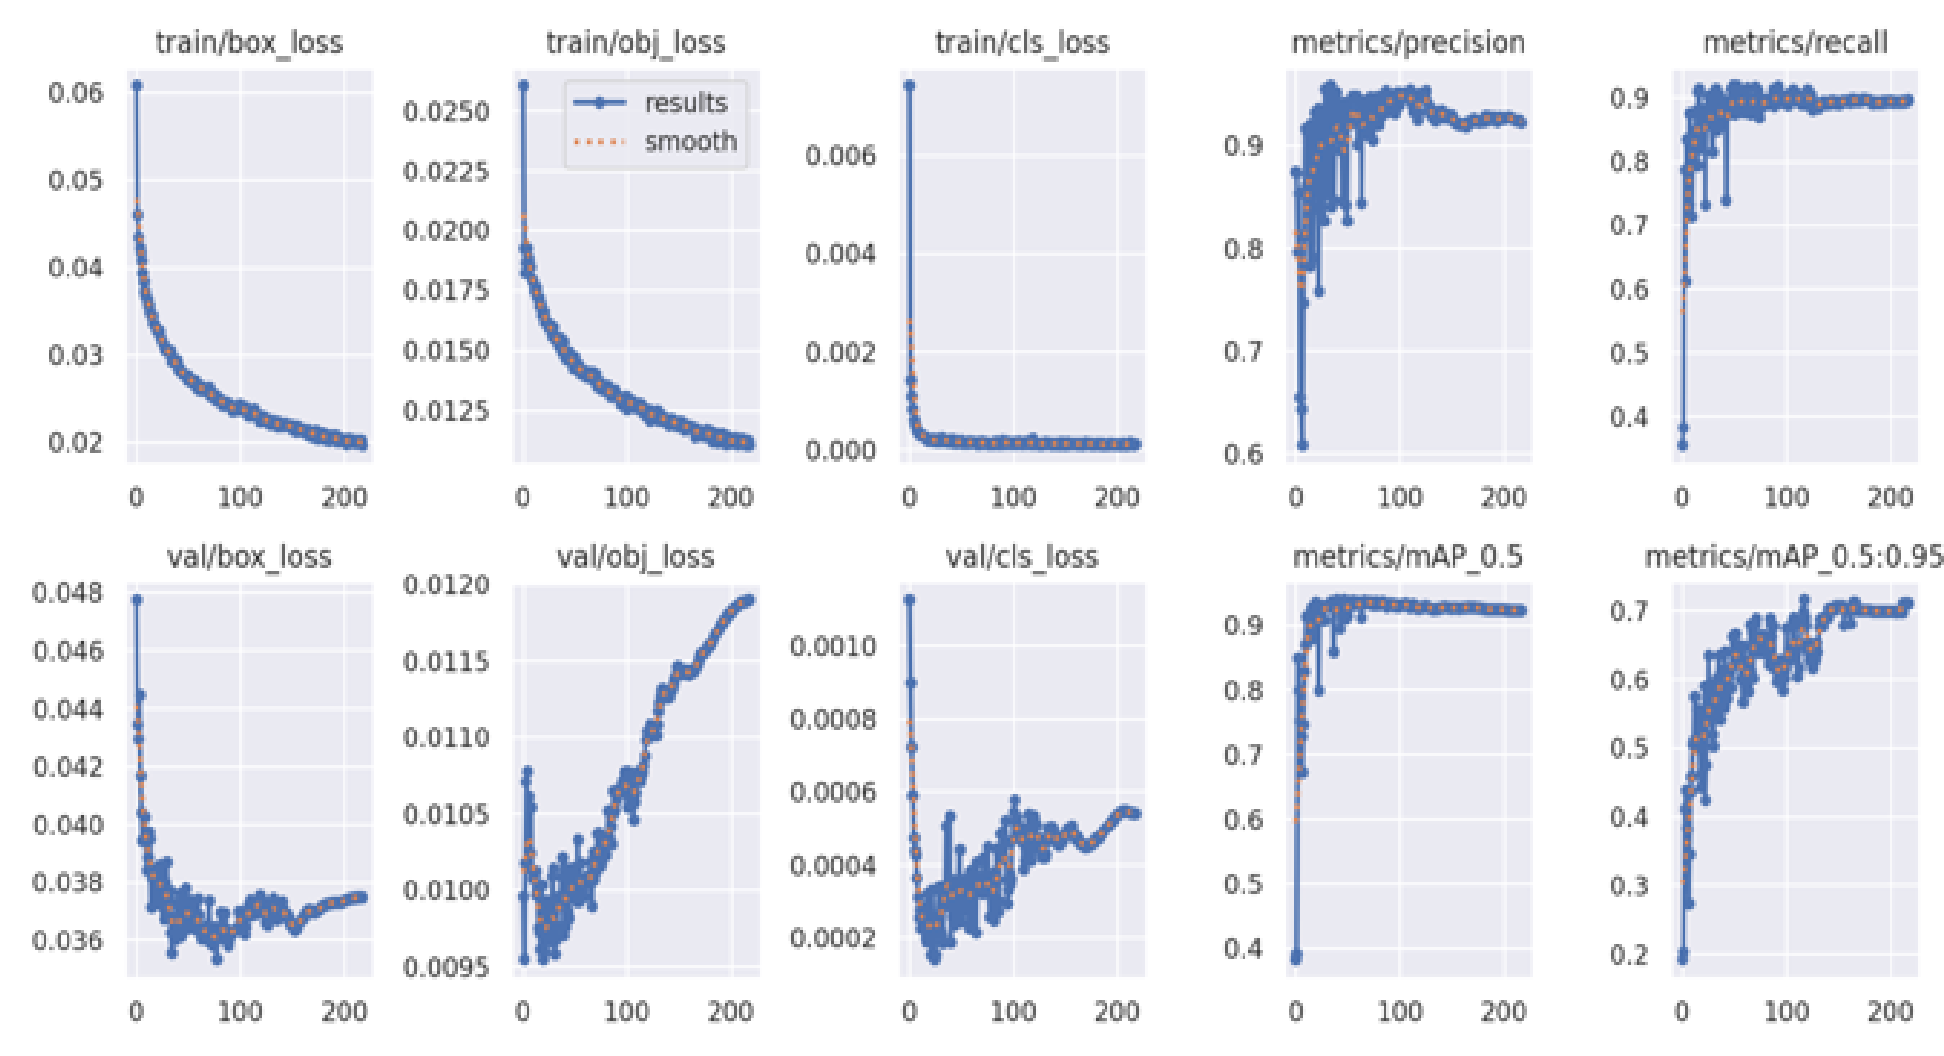 train/box_loss
train/obj_loss
train/cls_loss
metrics/precision
metrics/recall
0.06
0.05
0.04
0.03
0.02
0 100 200
0.0250
0.0225
0.0200
0.0175
0.0150
0.0125
0 100 200
results
smooth
0.006
0.004
0.002
0.000
0 100 200
0.9
0.8
0.7
0.6
0 100 200
0.9
0.8
0.7
0.6
0.5
0.4
0 100 200
val/box_loss
val/obj_loss
val/cls_loss
metrics/mAP_0.5
metrics/mAP_0.5:0.95
0.048
0.046
0.044
0.042
0.040
0.038
0.036
0 100 200
0.0120
0.0115
0.0110
0.0105
0.0100
0.0095
0 100 200
0.0010
0.0008
0.0006
0.0004
0.0002
0 100 200
0.9
0.8
0.7
0.6
0.5
0.4
0 100 200
0.7
0.6
0.5
0.4
0.3
0.2
0 100 200